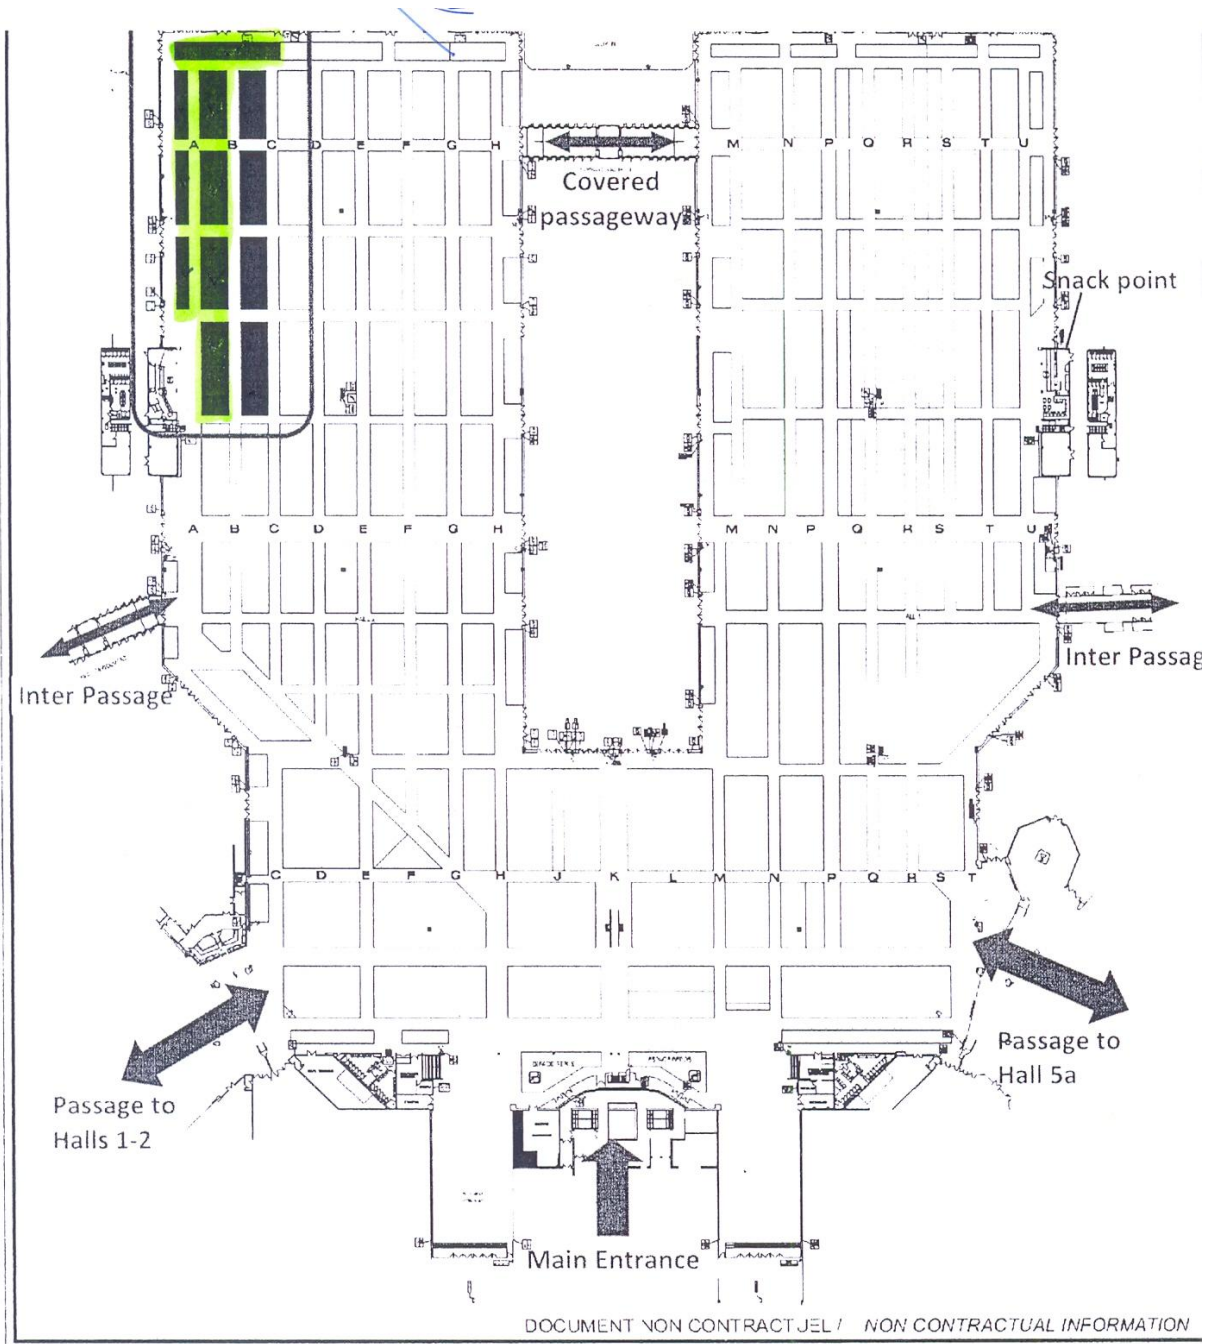 A B C D E F G H
M N P Q R S T U
Covered
passageway
Snack point
A B C D E F G H
M N P Q R S T U
Inter Passage
Inter Passag
C D E F G H J K L M N P Q R S T
Passage to
Hall 5a
Passage to
Halls 1-2
Main Entrance
DOCUMENT NON CONTRACTUEL / NON CONTRACTUAL INFORMATION